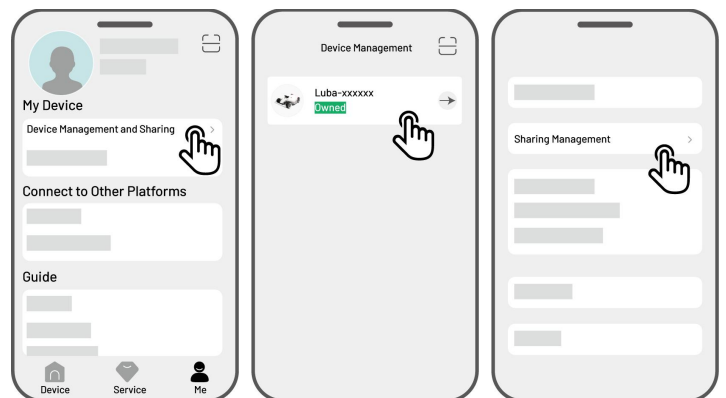 My Device
Device Management and Sharing
Connect to Other Platforms
Guide
Device
Service
Me
Device Management
Luba-xxxxxx
Owned
Sharing Management